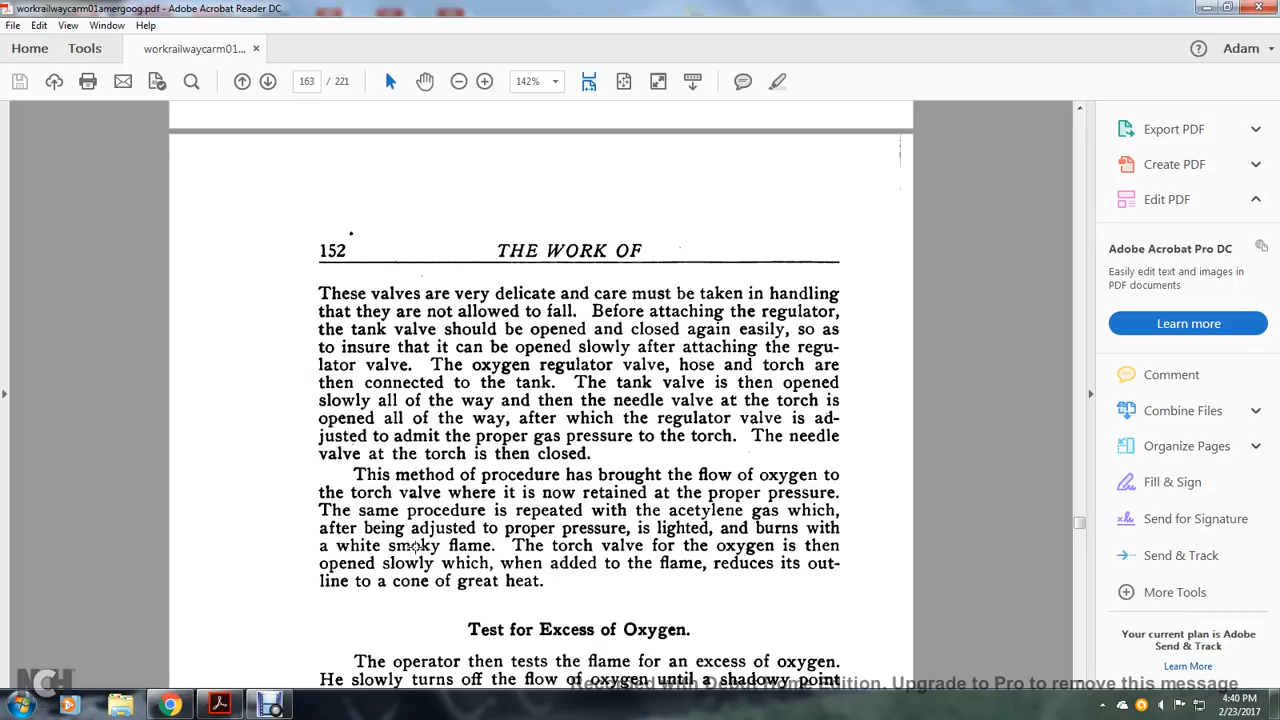 workrailwaycarm01amergoog.pdf - Adobe Acrobat Reader DC
File Edit View Window Help
Home Tools workrailwaycarm01... × Adam
163 / 221 142%
152 THE WORK OF
These valves are very delicate and care must be taken in handling
that they are not allowed to fall. Before attaching the regulator,
the tank valve should be opened and closed again easily, so as
to insure that it can be opened slowly after attaching the regu-
lator valve. The oxygen regulator valve, hose and torch are
then connected to the tank. The tank valve is then opened
slowly all of the way and then the needle valve at the torch is
opened all of the way, after which the regulator valve is ad-
justed to admit the proper gas pressure to the torch. The needle
valve at the torch is then closed.
This method of procedure has brought the flow of oxygen to
the torch valve where it is now retained at the proper pressure.
The same procedure is repeated with the acetylene gas which,
after being adjusted to proper pressure, is lighted, and burns with
a white smoky flame. The torch valve for the oxygen is then
opened slowly which, when added to the flame, reduces its out-
line to a cone of great heat.
Test for Excess of Oxygen.
The operator then tests the flame for an excess of oxygen.
He slowly turns off the flow of oxygen until a shadowy point
Export PDF
Create PDF
Edit PDF
Adobe Acrobat Pro DC
Easily edit text and images in
PDF documents
Learn more
Comment
Combine Files
Organize Pages
Fill & Sign
Send for Signature
Send & Track
More Tools
Your current plan is Adobe
Send & Track
Learn More
NCH
Edition. Upgrade to Pro to remove this message
4:40 PM
2/23/2017